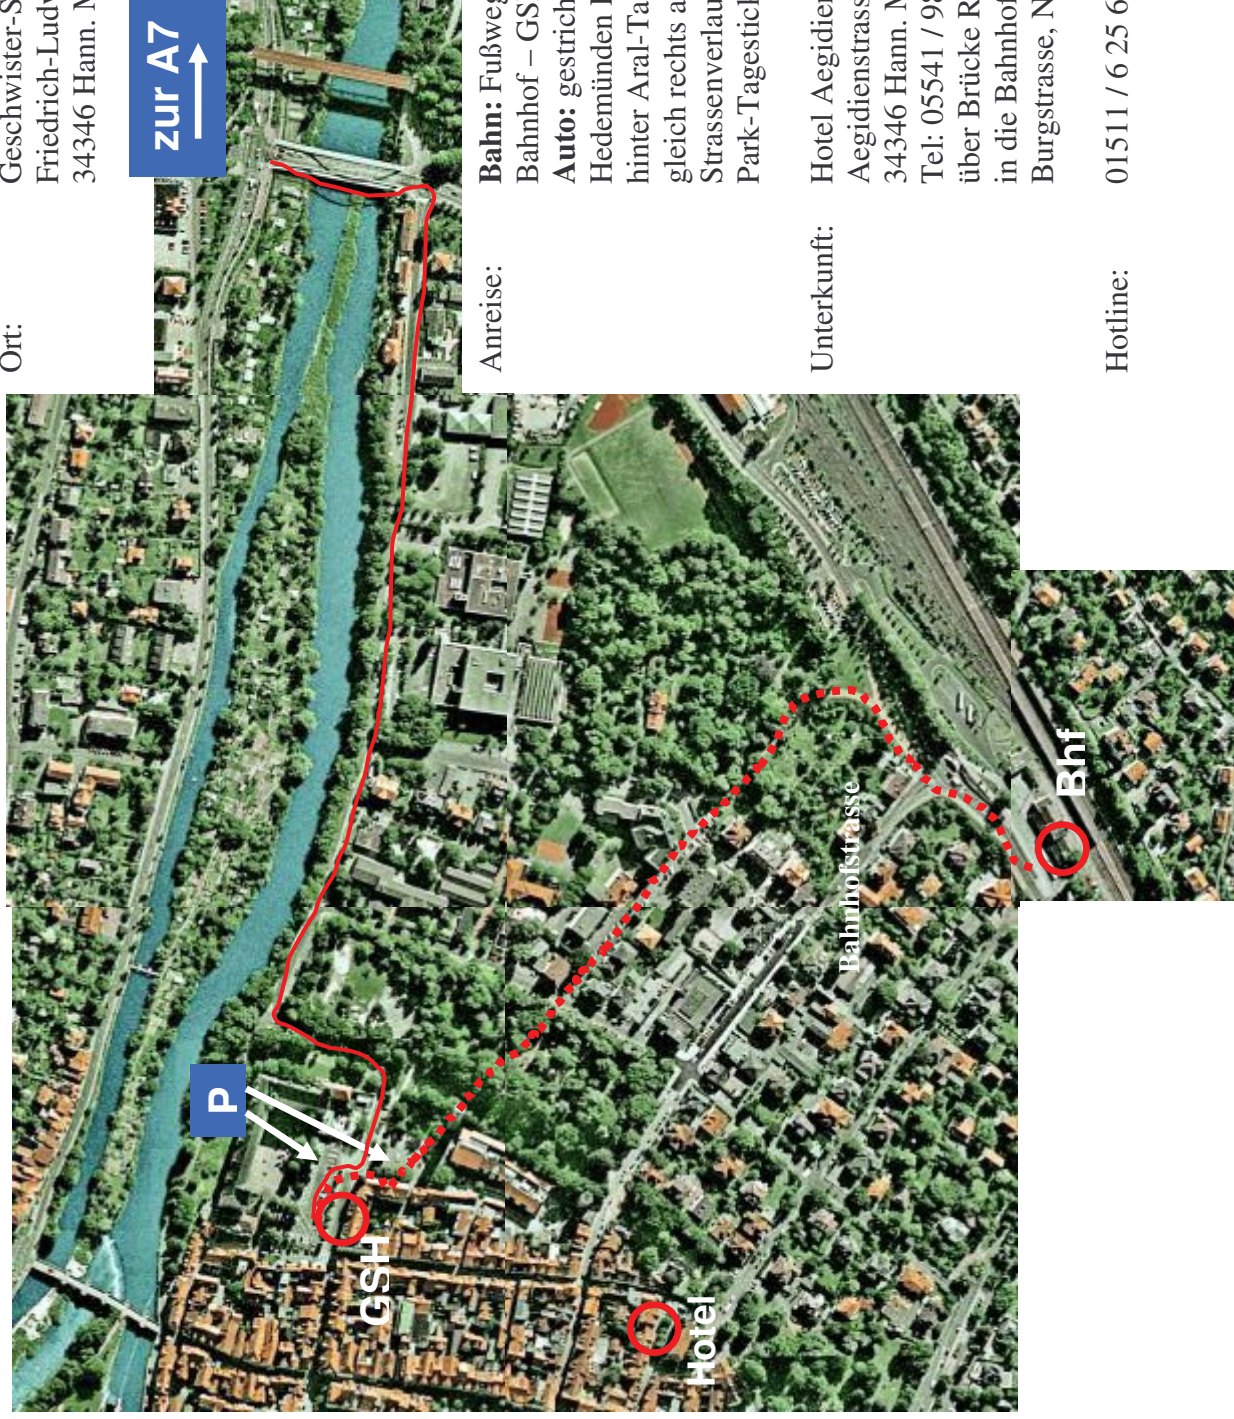 Ort:
Geschwister-S
Friedrich-Ludw
34346 Hann. M
Anreise:
Bahn: Fußweg
Bahnhof – GS
Auto: gestrich
Hedemünden
hinter Aral-Ta
gleich rechts a
Strassenverlau
Park-Tagestich
Unterkunft:
Hotel Aegidien
Aegidienstrass
34346 Hann. M
Tel: 05541 / 98
über Brücke R
in die Bahnhof
Burgstrasse, N
Hotline:
01511 / 6 25 6
zur A7
P
GSH
Hotel
Bahnhofstrasse
Bhf